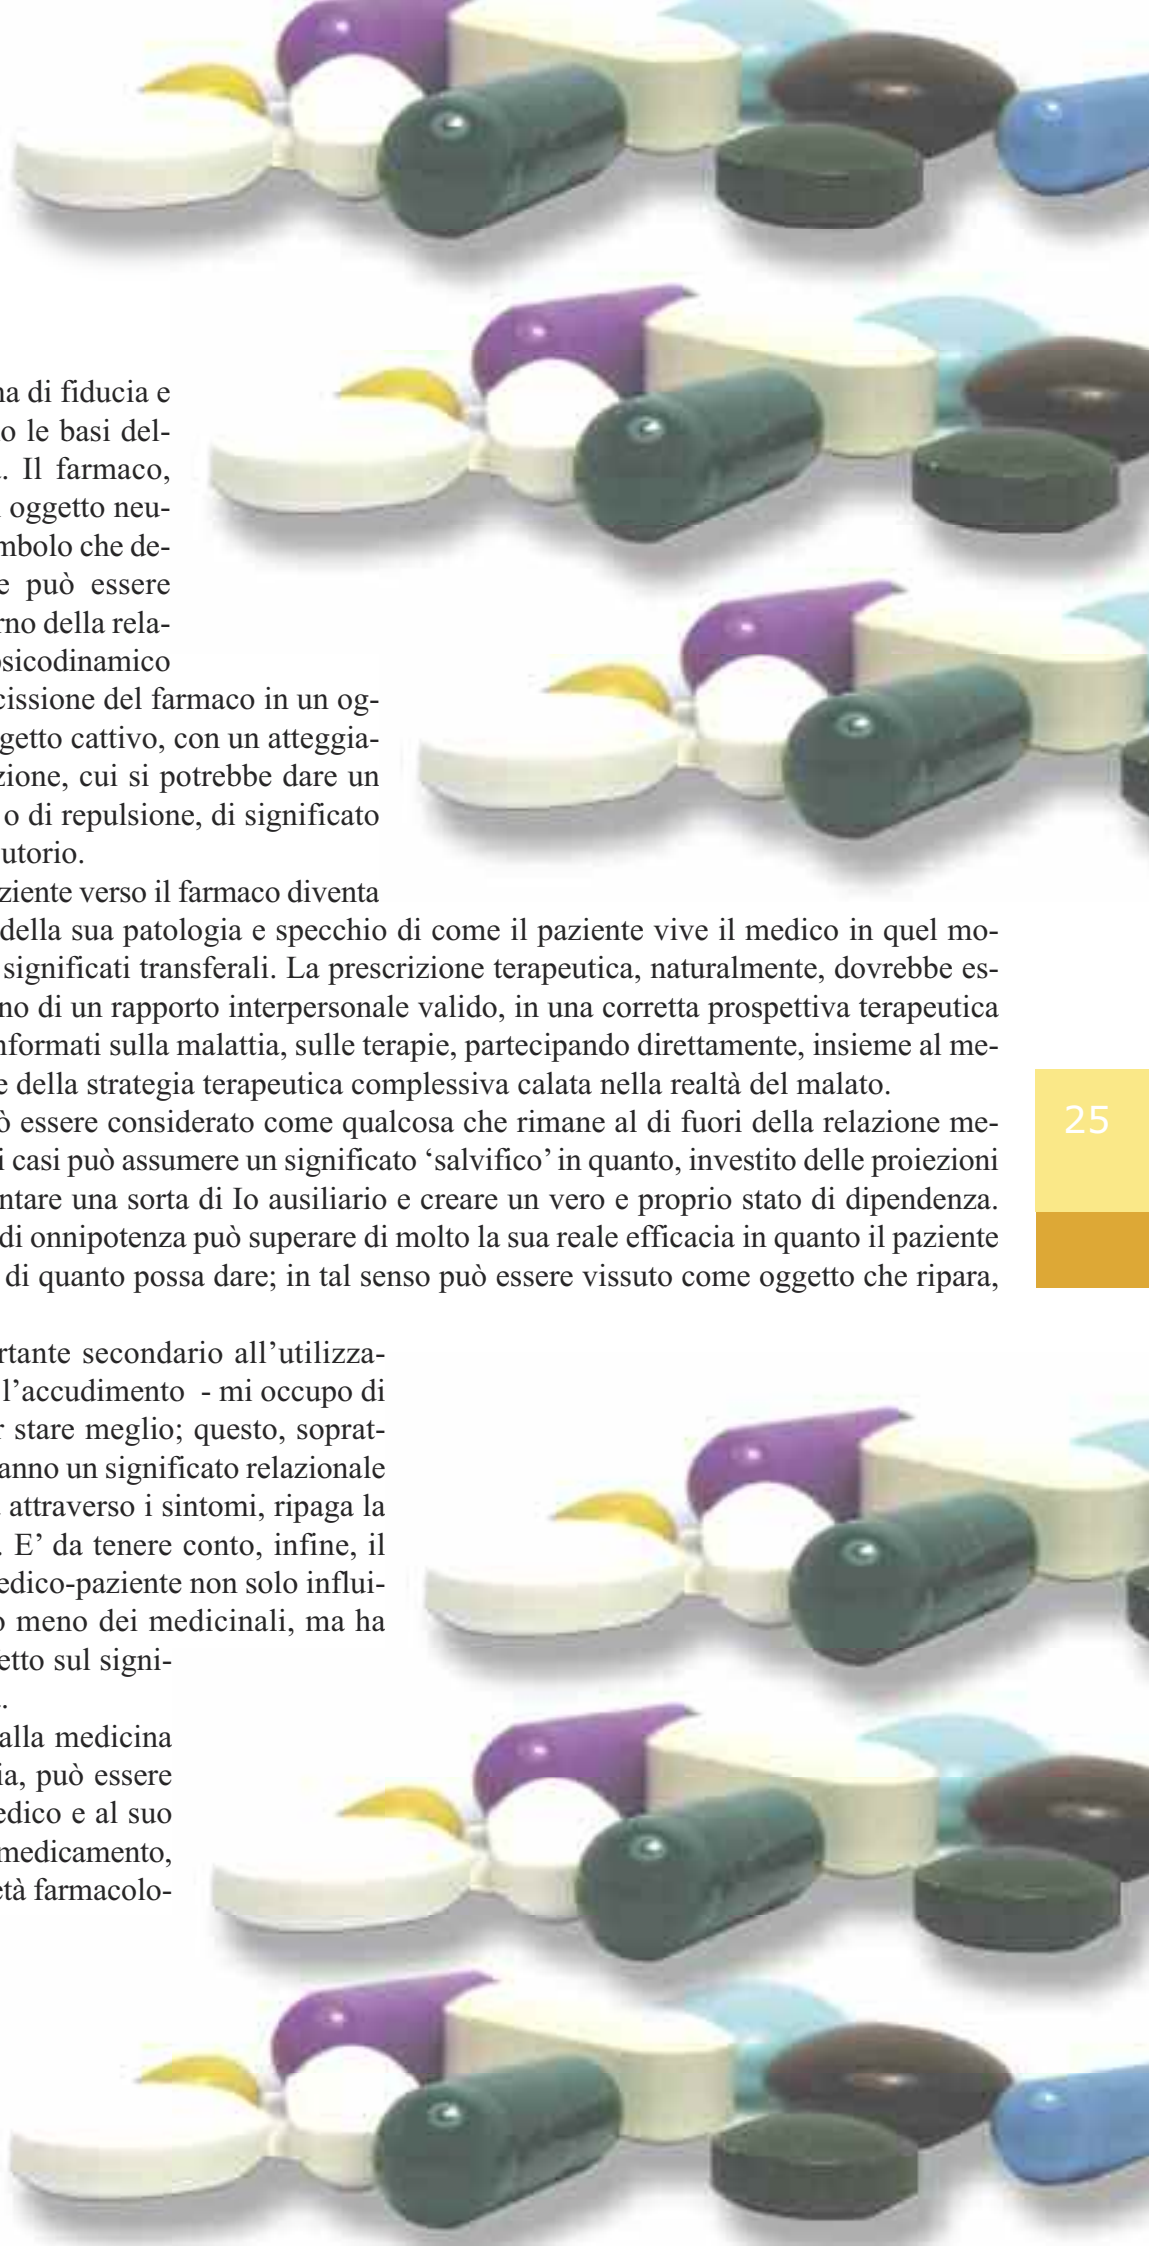 na di fiducia e
o le basi del-
. Il farmaco,
oggetto neu-
mbolo che de-
e può essere
rno della rela-
psicodinamico
cissione del farmaco in un og-
getto cattivo, con un atteggia-
zione, cui si potrebbe dare un
o di repulsione, di significato
utorio.
ziente verso il farmaco diventa
della sua patologia e specchio di come il paziente vive il medico in quel mo-
significati transferali. La prescrizione terapeutica, naturalmente, dovrebbe es-
no di un rapporto interpersonale valido, in una corretta prospettiva terapeutica
nformati sulla malattia, sulle terapie, partecipando direttamente, insieme al me-
e della strategia terapeutica complessiva calata nella realtà del malato.
ò essere considerato come qualcosa che rimane al di fuori della relazione me-
i casi può assumere un significato ‘salvifico’ in quanto, investito delle proiezioni
entare una sorta di Io ausiliario e creare un vero e proprio stato di dipendenza.
di onnipotenza può superare di molto la sua reale efficacia in quanto il paziente
di quanto possa dare; in tal senso può essere vissuto come oggetto che ripara,
25
rtante secondario all’utilizza-
l’accudimento - mi occupo di
r stare meglio; questo, soprat-
anno un significato relazionale
attraverso i sintomi, ripaga la
. E’ da tenere conto, infine, il
edico-paziente non solo influi-
o meno dei medicinali, ma ha
etto sul signi-
.
alla medicina
ia, può essere
edico e al suo
medicamento,
età farmacolo-